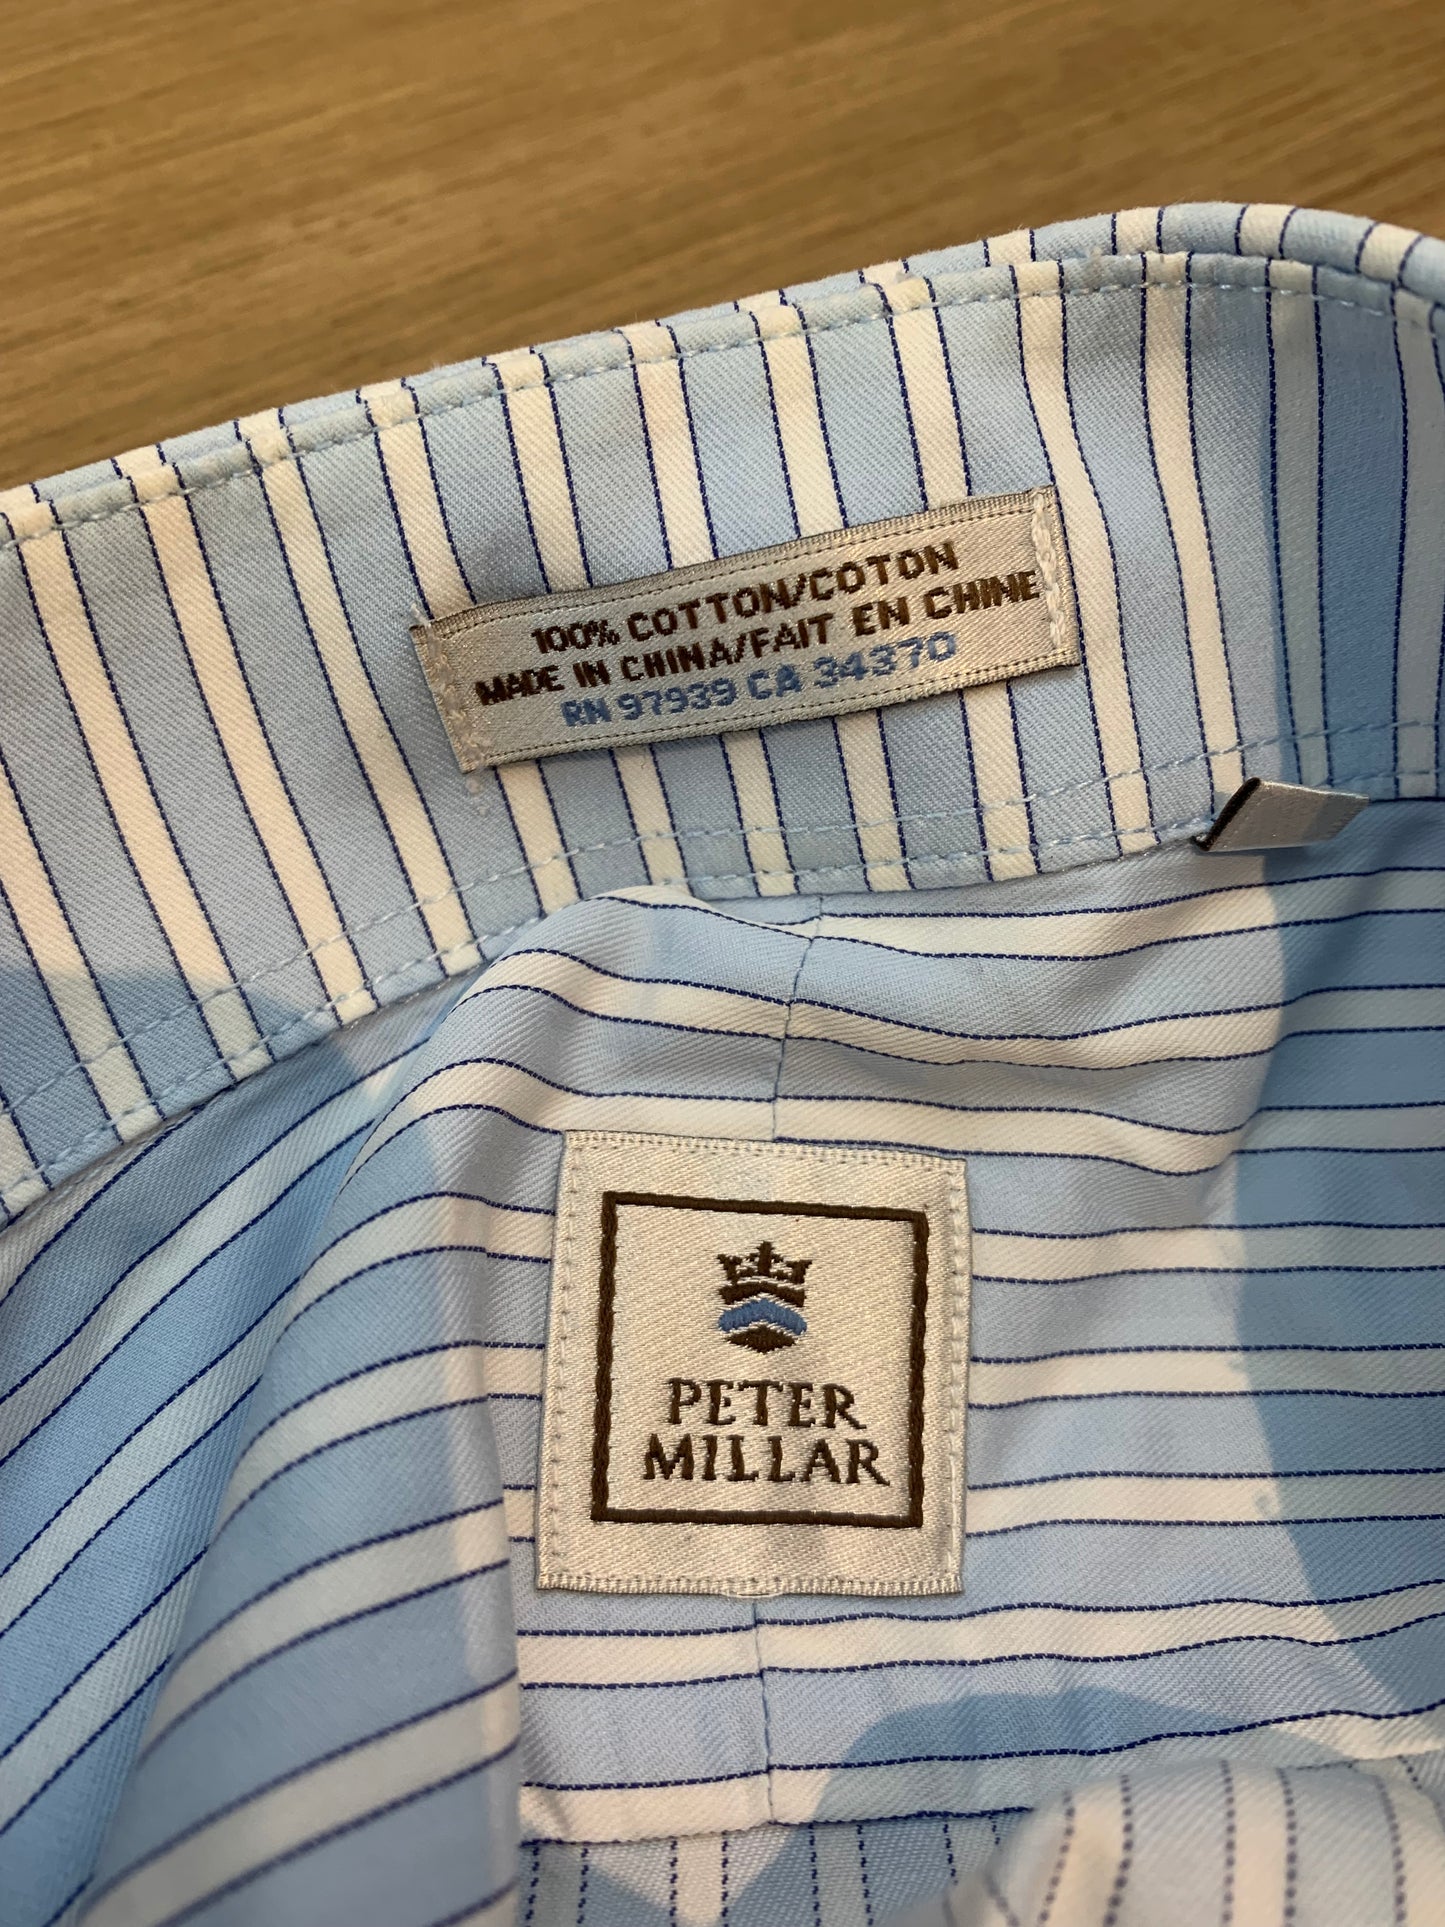 100% COTTON/COTON
MADE IN CHINA/FAIT EN CHINE
RN 97939 CA 34370
PETER
MILLAR